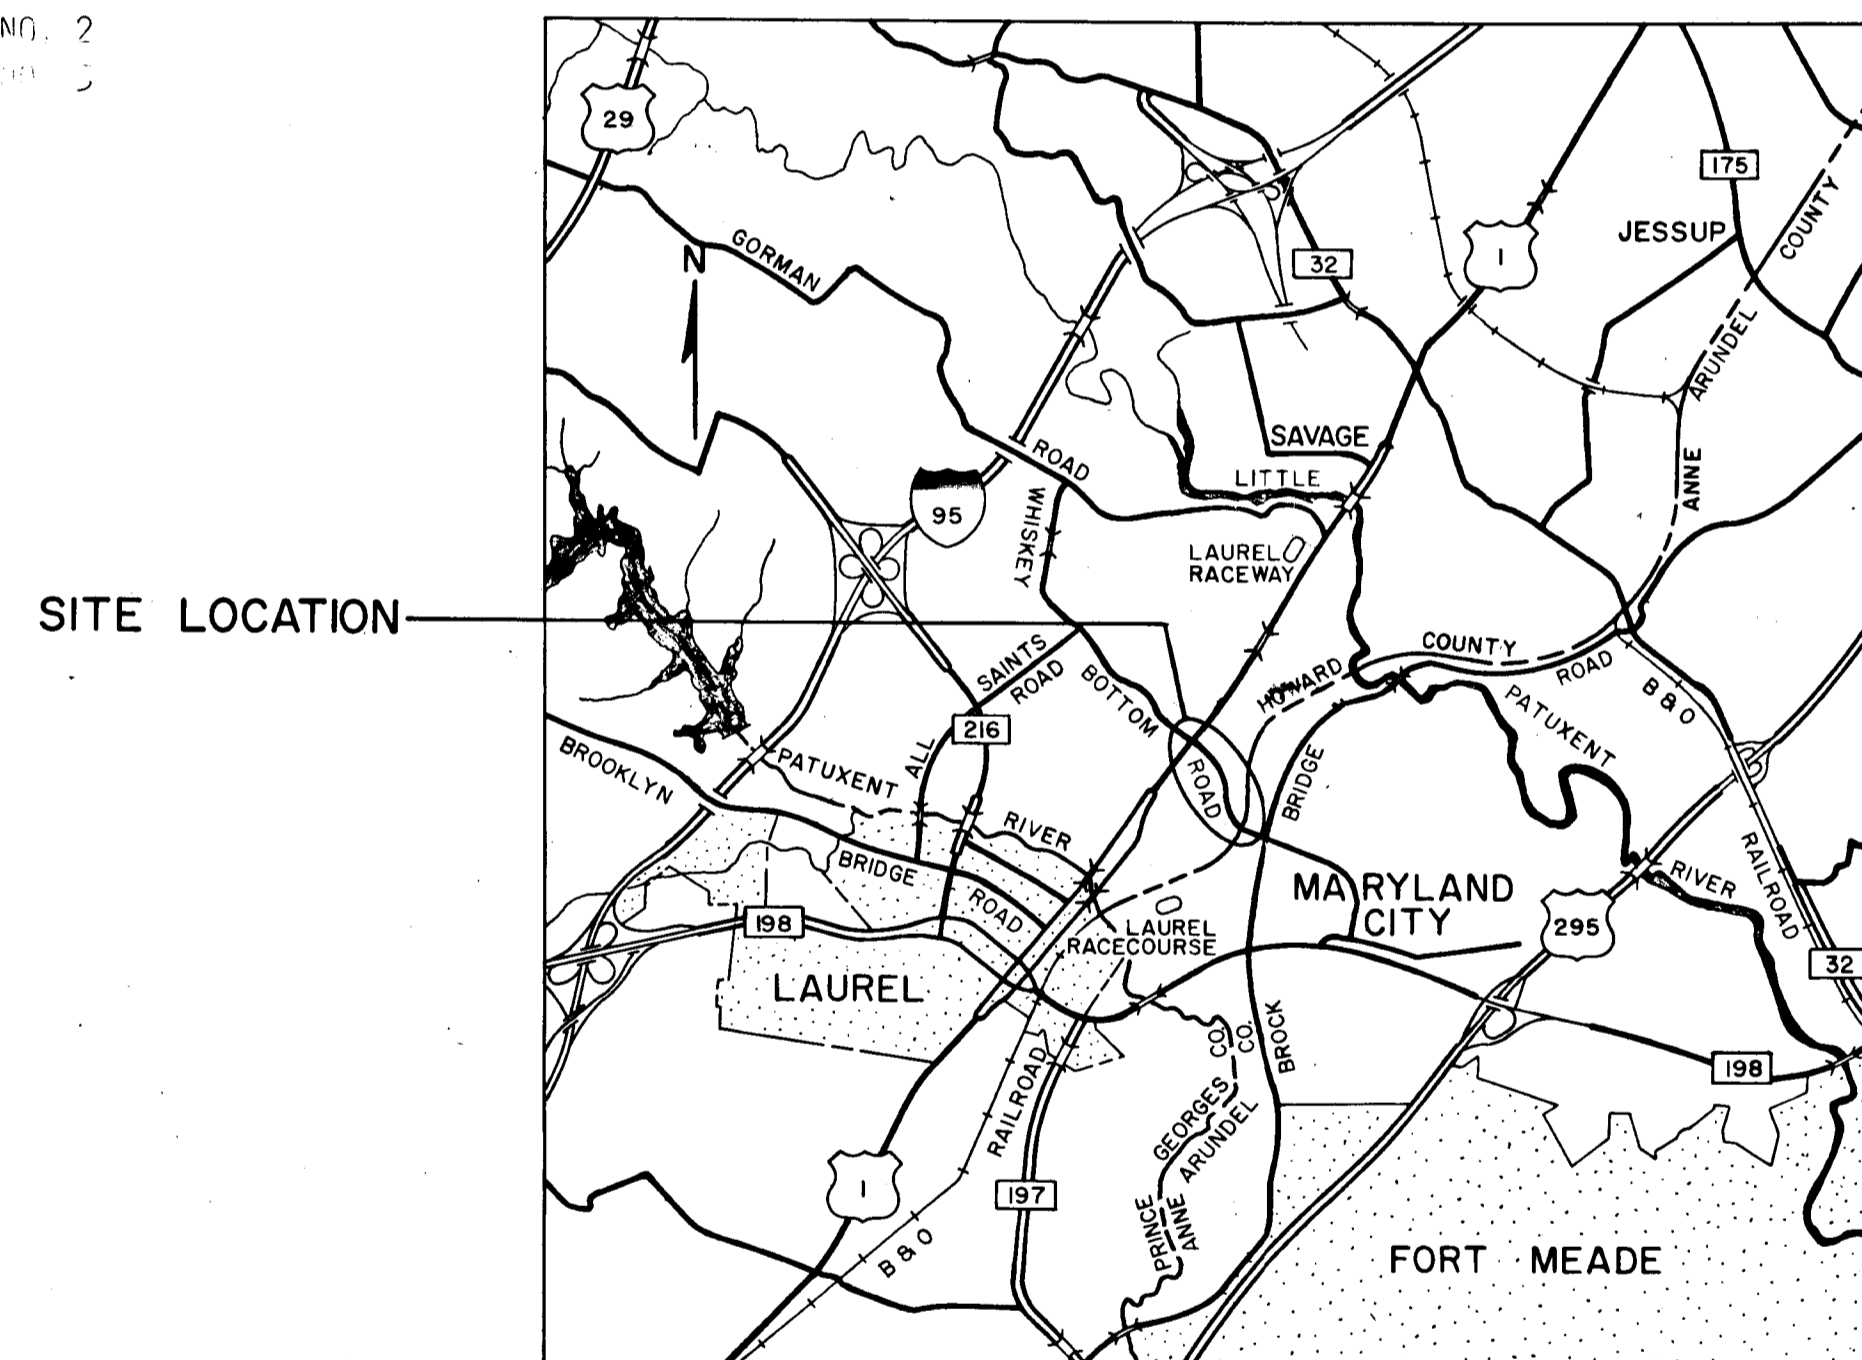 NO. 2
29
GORMAN
N
175
JESSUP
COUNTY
1
32
ARUNDEL
ANNE
SAVAGE
ROAD
LITTLE
95
WHISKEY
LAUREL
RACEWAY
SITE LOCATION
SAINTS
ROAD
BOTTOM
HOWARD
COUNTY
ROAD
B & O
PATUXENT
216
ALL
BROOKLYN
PATUXENT
RIVER
ROAD
BRIDGE
BRIDGE
ROAD
MARYLAND
CITY
RAILROAD
RIVER
198
LAUREL
RACECOURSE
295
32
LAUREL
CO.
CO.
BROCK
RAILROAD
198
GEORGES
ARUNDEL
PRINCE
ANNE
1
197
B & O
FORT MEADE